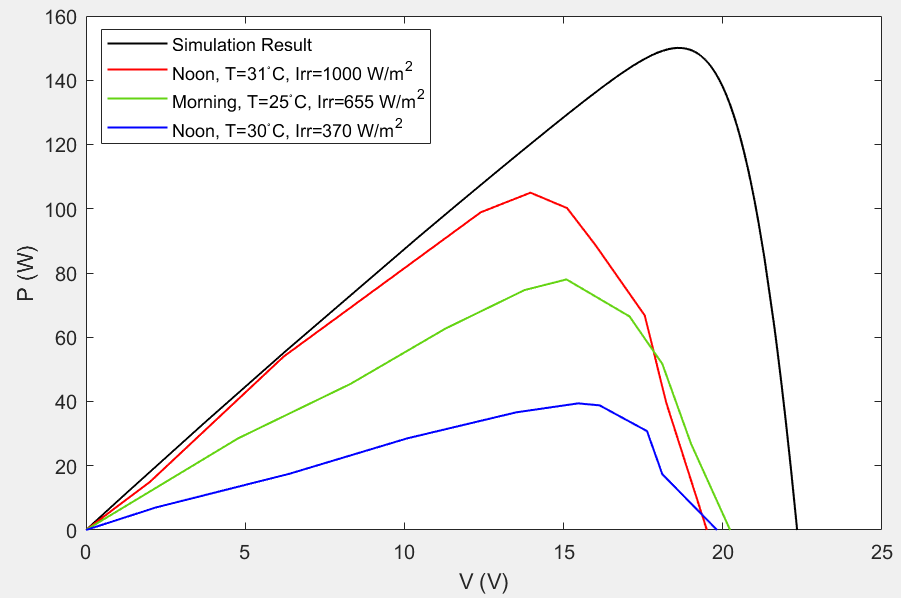 160
140
120
100
80
60
40
20
0
P (W)
Simulation Result
Noon, T=31°C, Irr=1000 W/m²
Morning, T=25°C, Irr=655 W/m²
Noon, T=30°C, Irr=370 W/m²
0 5 10 15 20 25
V (V)